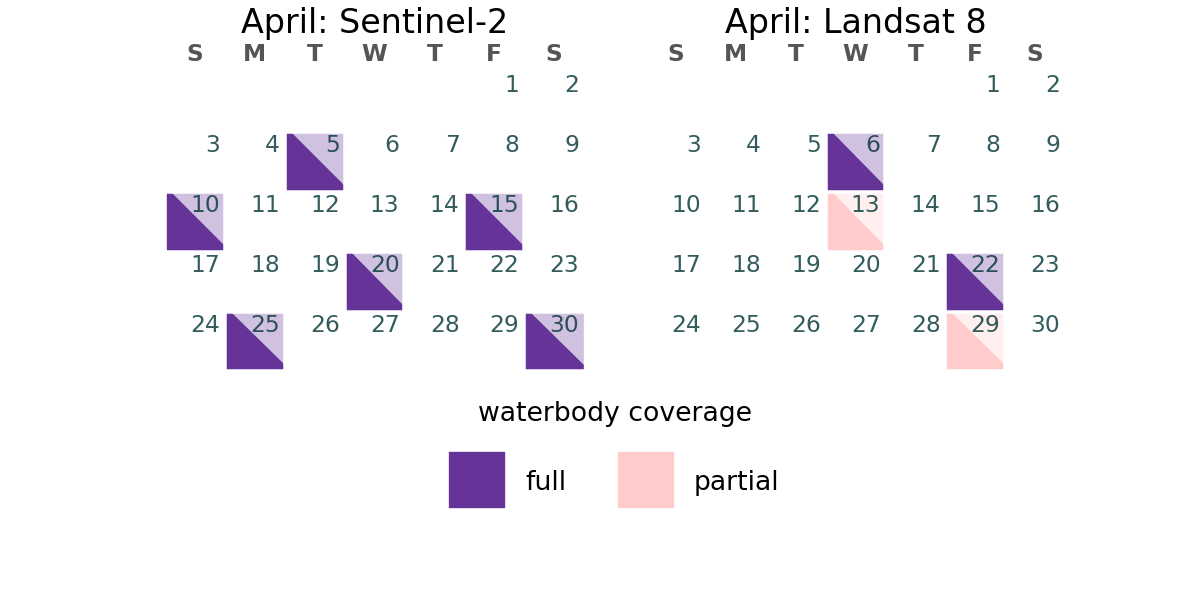 April: Sentinel-2
S M T W T F S
1 2
3 4 5 6 7 8 9
10 11 12 13 14 15 16
17 18 19 20 21 22 23
24 25 26 27 28 29 30
April: Landsat 8
S M T W T F S
1 2
3 4 5 6 7 8 9
10 11 12 13 14 15 16
17 18 19 20 21 22 23
24 25 26 27 28 29 30
waterbody coverage
full
partial